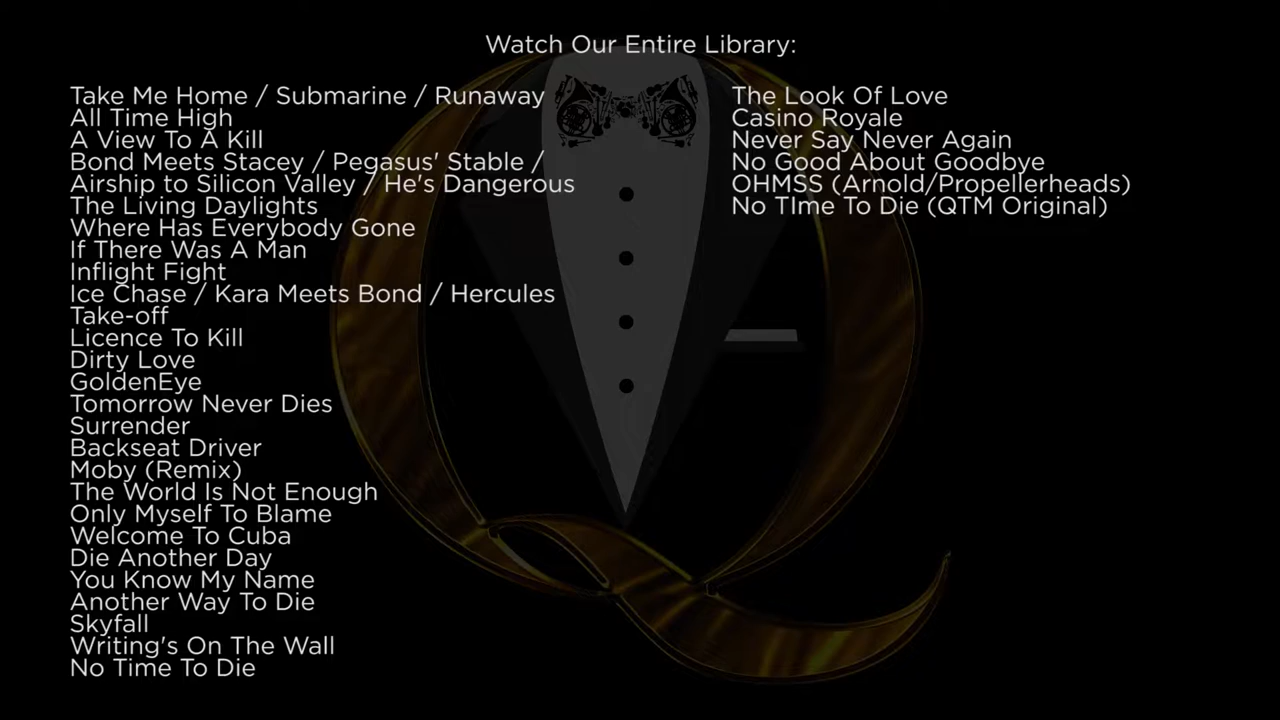 Watch Our Entire Library:
Take Me Home / Submarine / Runaway
All Time High
A View To A Kill
Bond Meets Stacey / Pegasus' Stable /
Airship to Silicon Valley / He's Dangerous
The Living Daylights
Where Has Everybody Gone
If There Was A Man
Inflight Fight
Ice Chase / Kara Meets Bond / Hercules
Take-off
Licence To Kill
Dirty Love
GoldenEye
Tomorrow Never Dies
Surrender
Backseat Driver
Moby (Remix)
The World Is Not Enough
Only Myself To Blame
Welcome To Cuba
Die Another Day
You Know My Name
Another Way To Die
Skyfall
Writing's On The Wall
No Time To Die
The Look Of Love
Casino Royale
Never Say Never Again
No Good About Goodbye
OHMSS (Arnold/Propellerheads)
No TIme To Die (QTM Original)